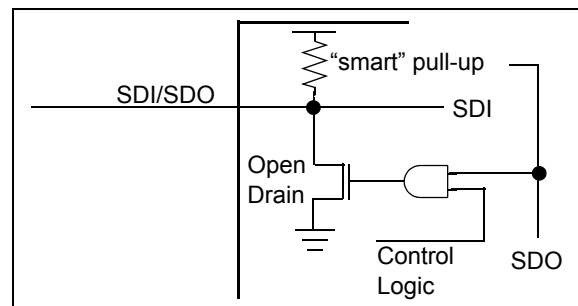 “smart” pull-up
SDI/SDO
SDI
Open
Drain
Control
Logic
SDO